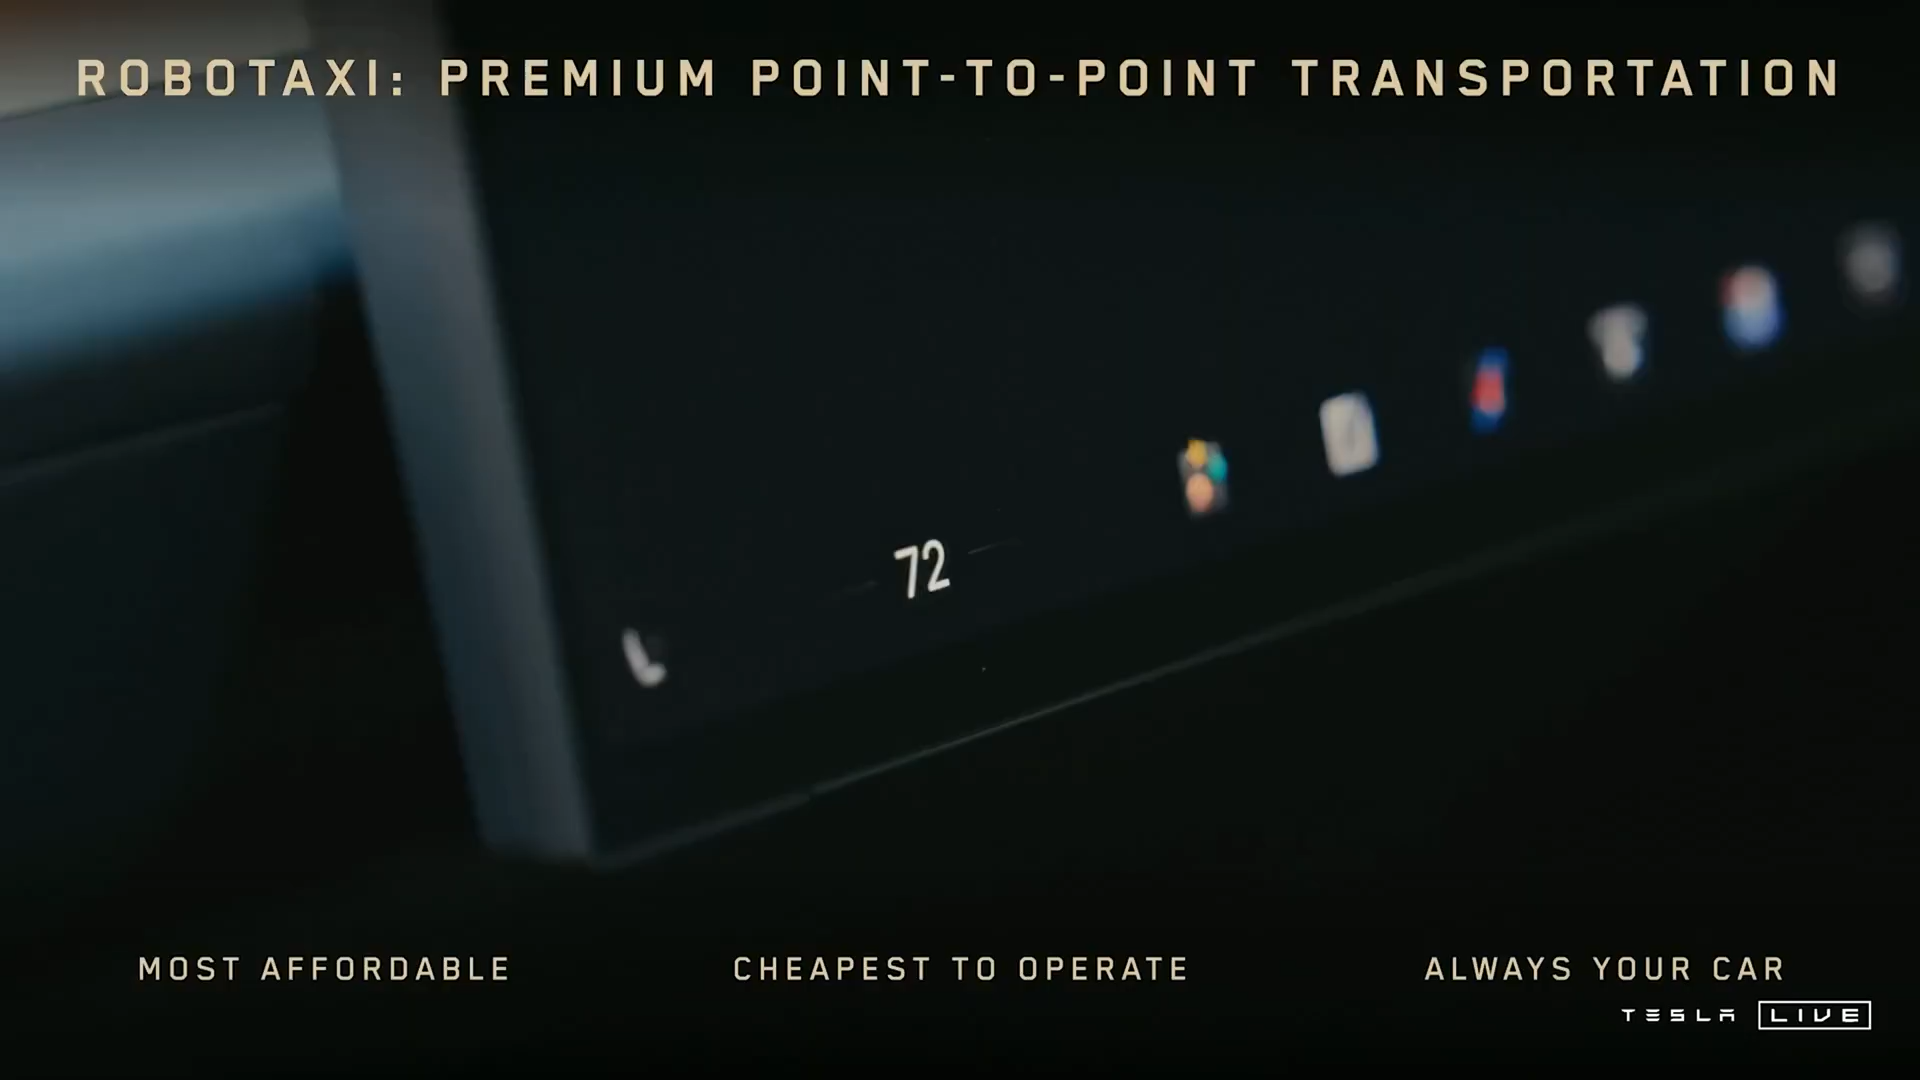 ROBOTAXI: PREMIUM POINT-TO-POINT TRANSPORTATION
72
MOST AFFORDABLE
CHEAPEST TO OPERATE
ALWAYS YOUR CAR
TESLA LIVE